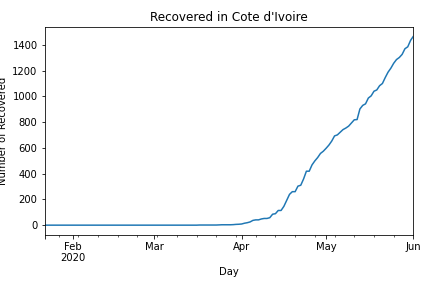 Recovered in Cote d'Ivoire
1400
1200
1000
800
600
400
200
0
Number of Recovered
Feb
2020
Mar
Apr
May
Jun
Day